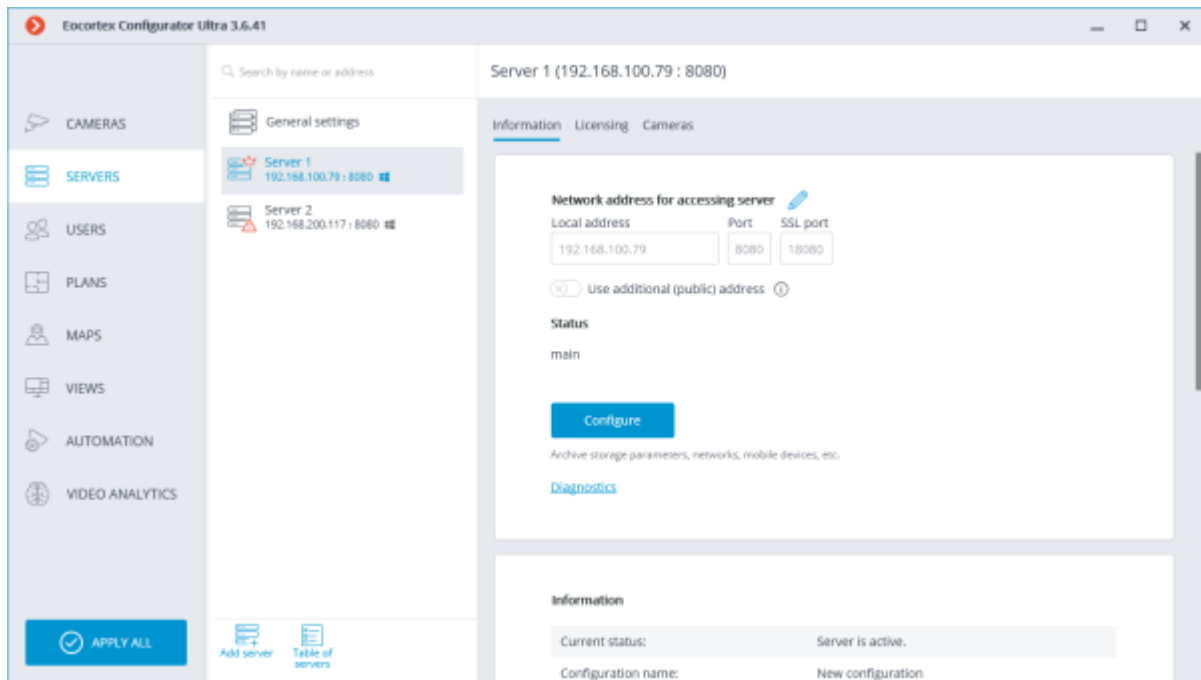 Eocortex Configurator Ultra 3.6.41
Search by name or address
Server 1 (192.168.100.79 : 8080)
CAMERAS
SERVERS
USERS
PLANS
MAPS
VIEWS
AUTOMATION
VIDEO ANALYTICS
APPLY ALL
General settings
Server 1
192.168.100.79 : 8080
Server 2
192.168.200.117 : 8080
Add server
Table of
servers
Information Licensing Cameras
Network address for accessing server
Local address Port SSL port
192.168.100.79 8080 18080
Use additional (public) address
Status
main
Configure
Archive storage parameters, networks, mobile devices, etc.
Diagnostics
Information
Current status: Server is active.
Configuration name: New configuration